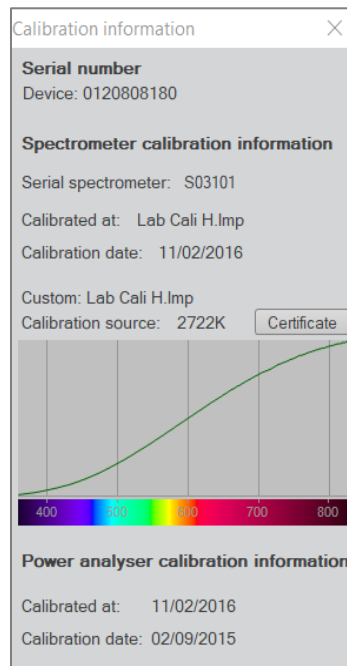 Calibration information
Serial number
Device: 0120808180
Spectrometer calibration information
Serial spectrometer: S03101
Calibrated at: Lab Cali H.Imp
Calibration date: 11/02/2016
Custom: Lab Cali H.Imp
Calibration source: 2722K Certificate
400 500 600 700 800
Power analyser calibration information
Calibrated at: 11/02/2016
Calibration date: 02/09/2015